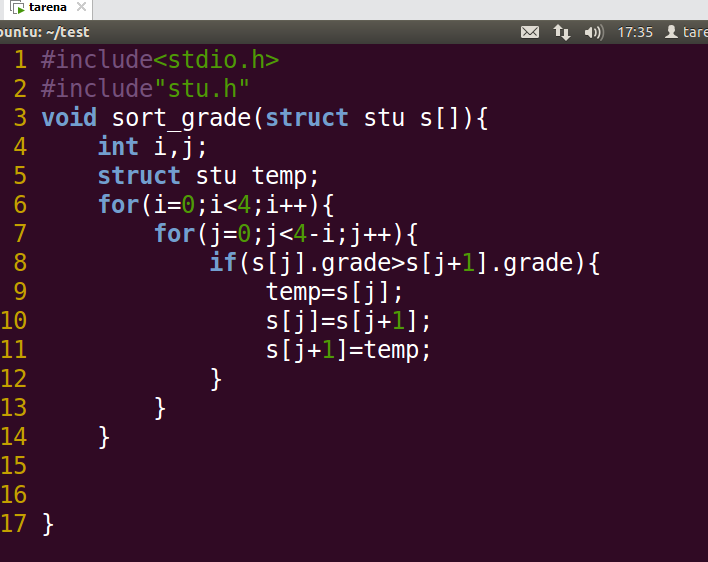 tarena
ountu: ~/test
17:35
tare
1 #include<stdio.h>
2 #include"stu.h"
3 void sort_grade(struct stu s[]){
4     int i,j;
5     struct stu temp;
6     for(i=0;i<4;i++){
7         for(j=0;j<4-i;j++){
8             if(s[j].grade>s[j+1].grade){
9                 temp=s[j];
10                 s[j]=s[j+1];
11                 s[j+1]=temp;
12             }
13         }
14     }
15
16
17 }